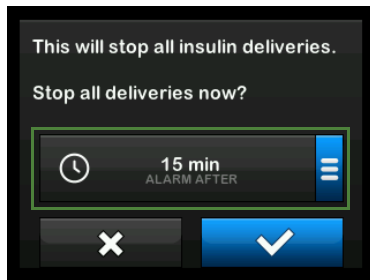 This will stop all insulin deliveries.
Stop all deliveries now?
15 min
ALARM AFTER